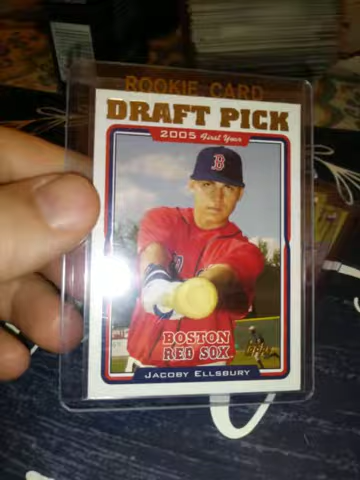 ROOKIE CARD
DRAFT PICK
2005 First Year
B
BOSTON
RED SOX
JACOBY ELLSBURY